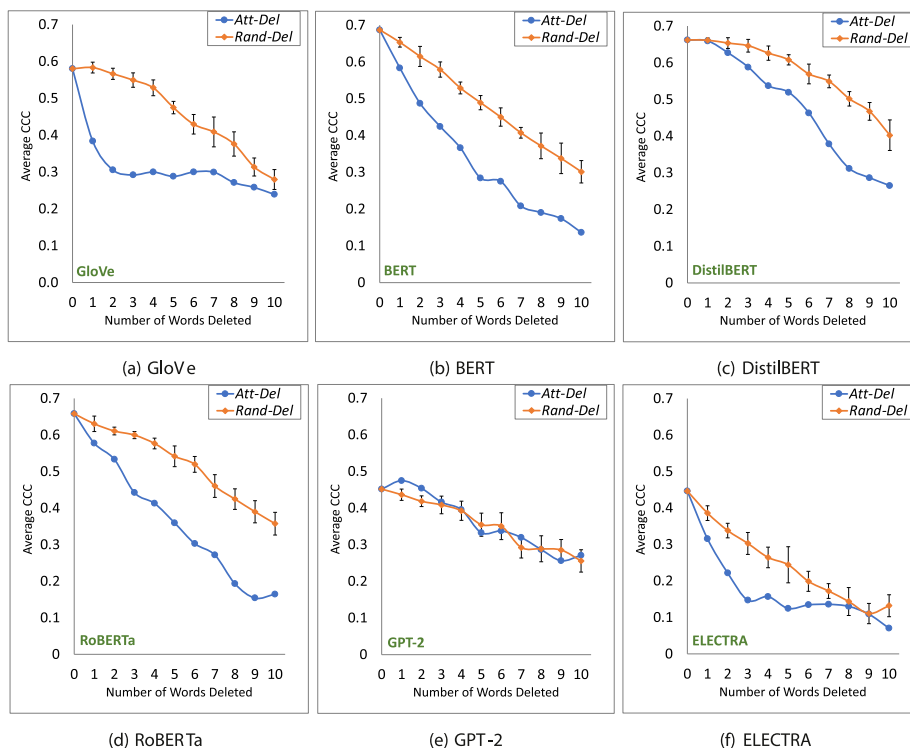 Att-Del
Rand-Del
0.7
0.6
0.5
0.4
0.3
0.2
0.1
0.0
Average CCC
GloVe
0 1 2 3 4 5 6 7 8 9 10
Number of Words Deleted
(a) GloVe
Att-Del
Rand-Del
0.7
0.6
0.5
0.4
0.3
0.2
0.1
0
Average CCC
BERT
0 1 2 3 4 5 6 7 8 9 10
Number of Words Deleted
(b) BERT
Att-Del
Rand-Del
0.7
0.6
0.5
0.4
0.3
0.2
0.1
0.0
Average CCC
DistilBERT
0 1 2 3 4 5 6 7 8 9 10
Number of Words Deleted
(c) DistilBERT
Att-Del
Rand-Del
0.7
0.6
0.5
0.4
0.3
0.2
0.1
0
Average CCC
RoBERTa
0 1 2 3 4 5 6 7 8 9 10
Number of Words Deleted
(d) RoBERTa
Att-Del
Rand-Del
0.7
0.6
0.5
0.4
0.3
0.2
0.1
0
Average CCC
GPT-2
0 1 2 3 4 5 6 7 8 9 10
Number of Words Deleted
(e) GPT-2
Att-Del
Rand-Del
0.7
0.6
0.5
0.4
0.3
0.2
0.1
0
Average CCC
ELECTRA
0 1 2 3 4 5 6 7 8 9 10
Number of Words Deleted
(f) ELECTRA